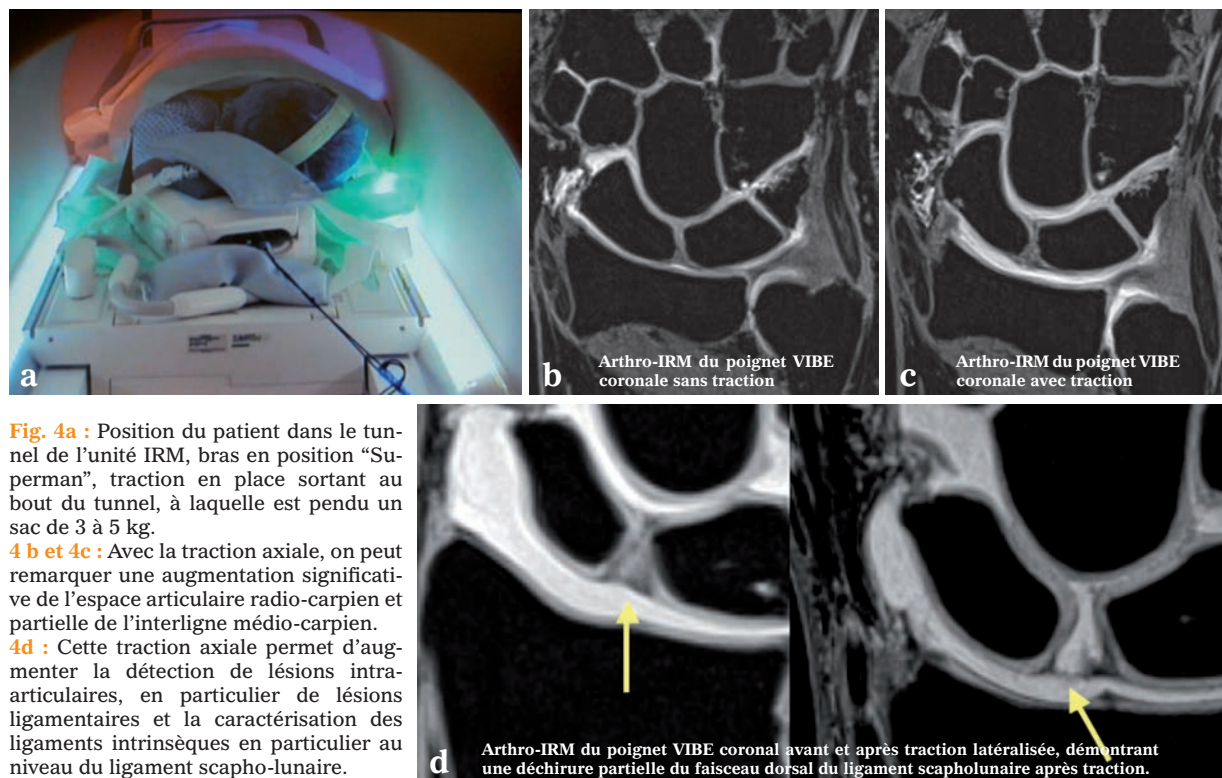 a
b
Arthro-IRM du poignet VIBE
coronale sans traction
c
Arthro-IRM du poignet VIBE
coronale avec traction
Fig. 4a : Position du patient dans le tun-
nel de l’unité IRM, bras en position “Su-
perman”, traction en place sortant au
bout du tunnel, à laquelle est pendu un
sac de 3 à 5 kg.
4 b et 4c : Avec la traction axiale, on peut
remarquer une augmentation significati-
ve de l’espace articulaire radio-carpien et
partielle de l’interligne médio-carpien.
4d : Cette traction axiale permet d’aug-
menter la détection de lésions intra-
articulaires, en particulier de lésions
ligamentaires et la caractérisation des
ligaments intrinsèques en particulier au
niveau du ligament scapho-lunaire.
d
Arthro-IRM du poignet VIBE coronal avant et après traction latéralisée, démontrant
une déchirure partielle du faisceau dorsal du ligament scapholunaire après traction.